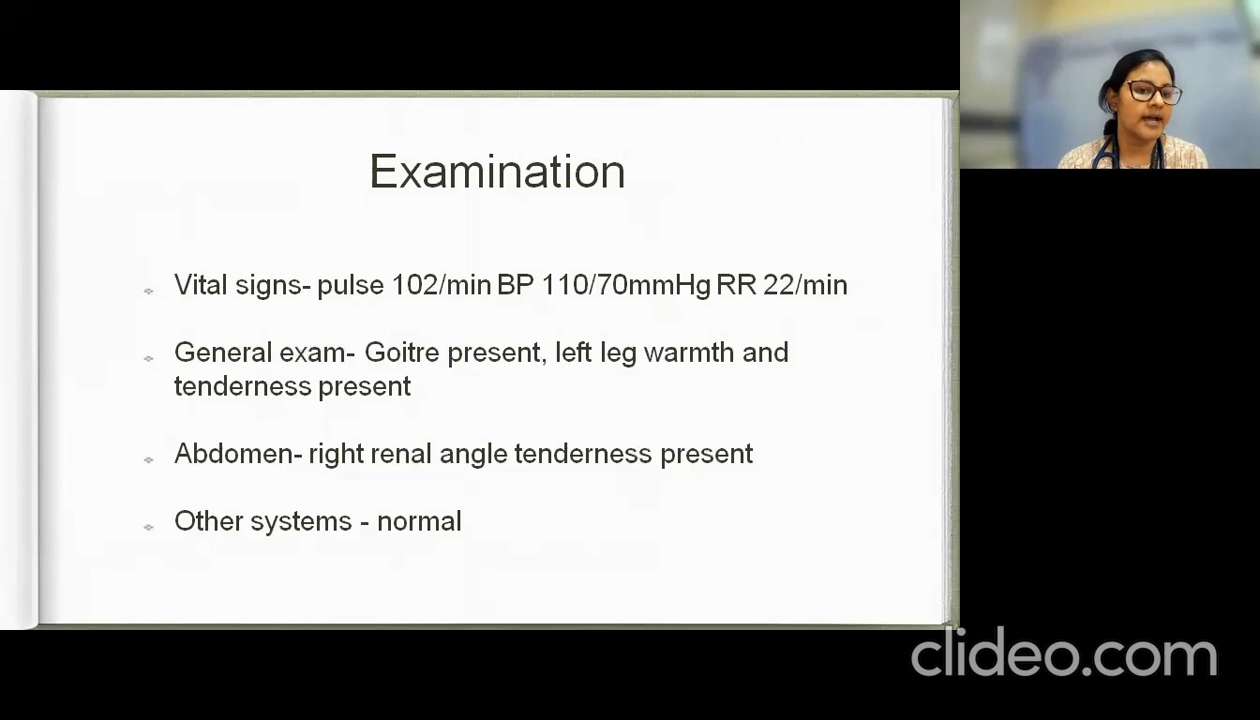 Examination
Vital signs- pulse 102/min BP 110/70mmHg RR 22/min
General exam- Goitre present, left leg warmth and
tenderness present
Abdomen- right renal angle tenderness present
Other systems - normal
clideo.com